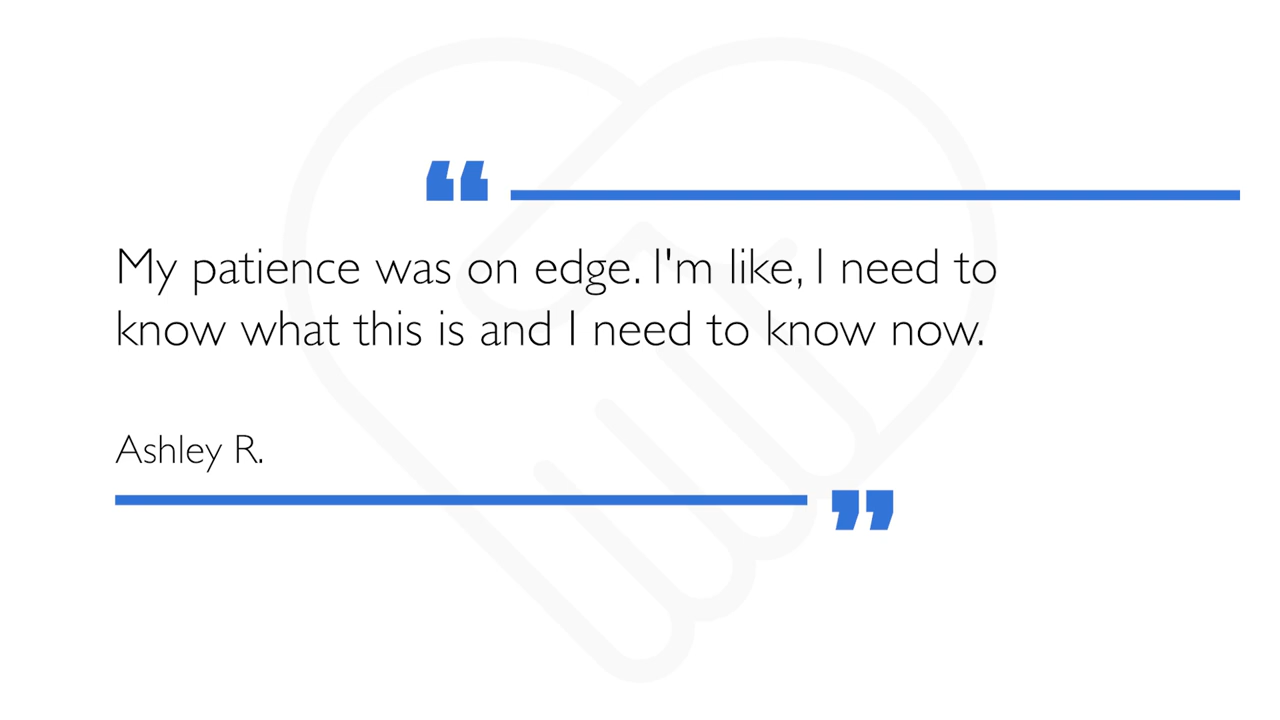 “
My patience was on edge. I'm like, I need to
know what this is and I need to know now.
Ashley R.
”